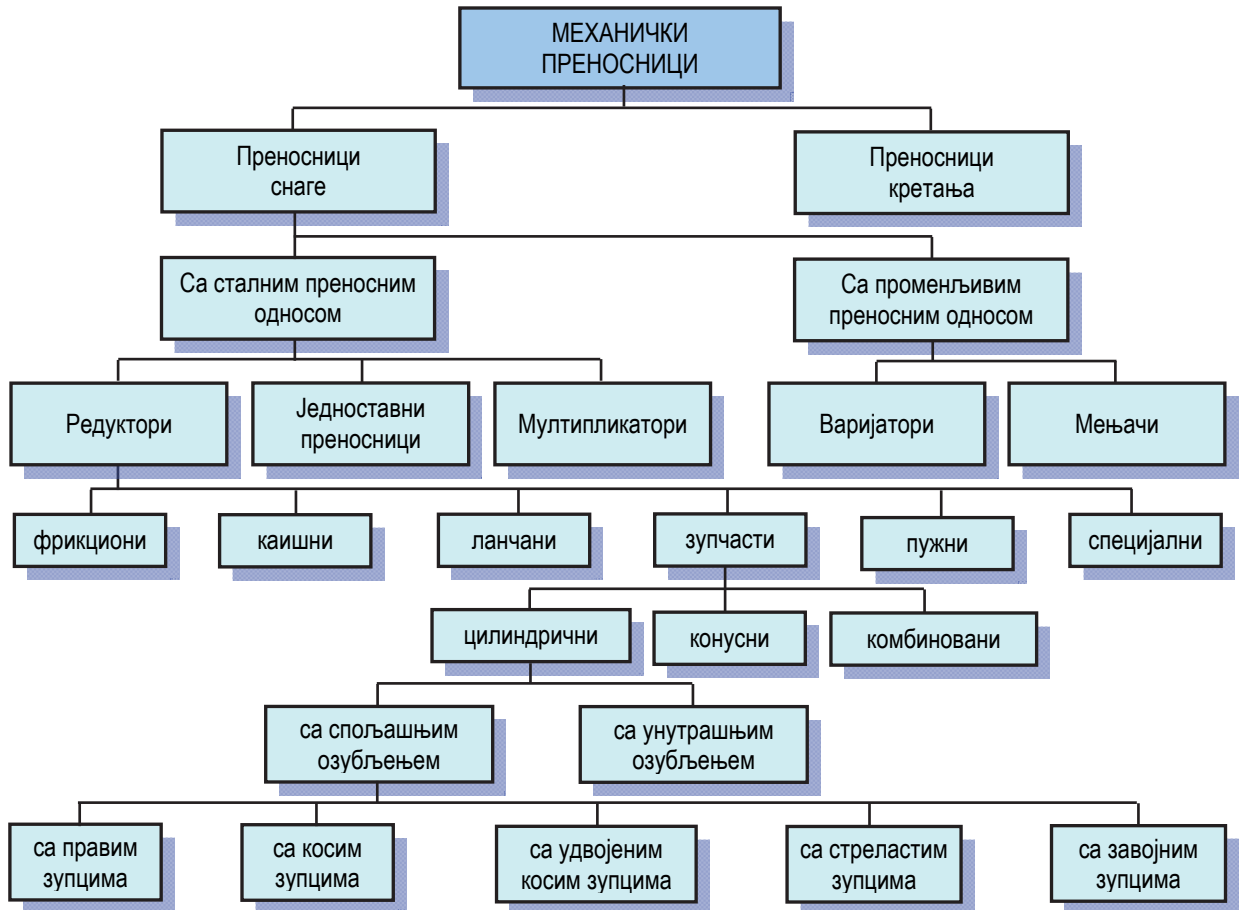 МЕХАНИЧКИ
ПРЕНОСНИЦИ
Преносници
снаге
Преносници
кретања
Са сталним преносним
односом
Са променљивим
преносним односом
Редуктори
Једноставни
преносници
Мултипликатори
Варијатори
Мењачи
фрикциони
каишни
ланчани
зупчасти
пужни
специјални
цилиндрични
конусни
комбиновани
са спољашњим
озубљењем
са унутрашњим
озубљењем
са правим
зупцима
са косим
зупцима
са удвојеним
косим зупцима
са стреластим
зупцима
са завојним
зупцима